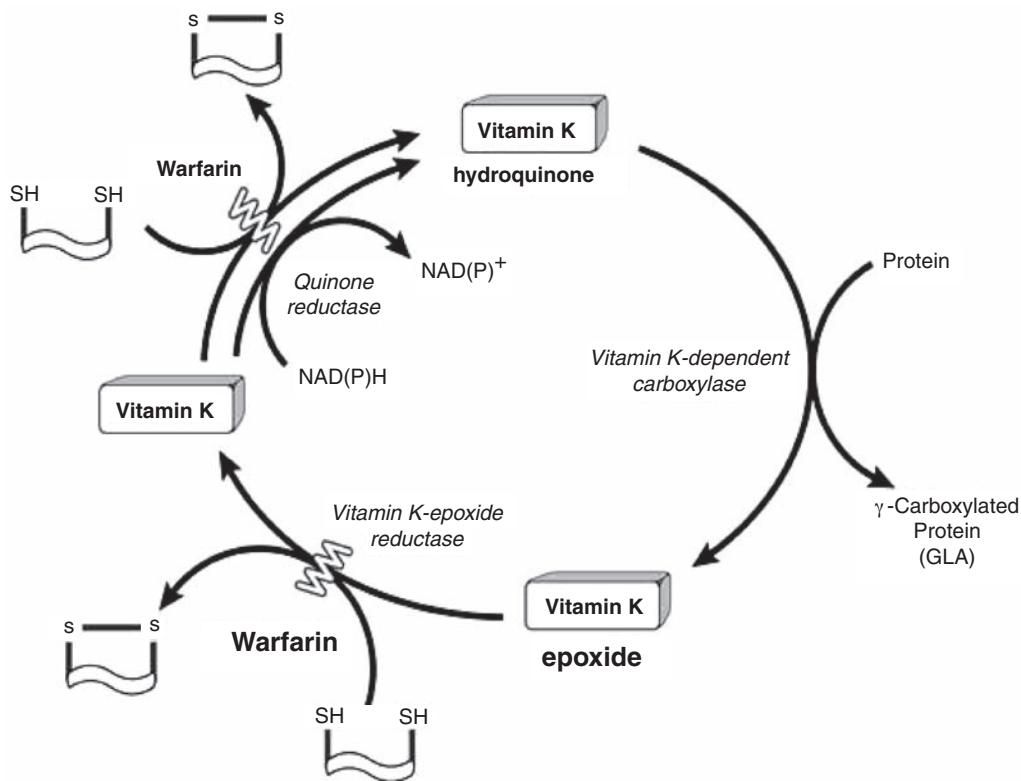 s s
Vitamin K
hydroquinone
Warfarin
SH SH
NAD(P)+
Protein
Quinone
reductase
Vitamin K-dependent
carboxylase
NAD(P)H
Vitamin K
γ-Carboxylated
Protein
(GLA)
Vitamin K-epoxide
reductase
Vitamin K
epoxide
s s
Warfarin
SH SH